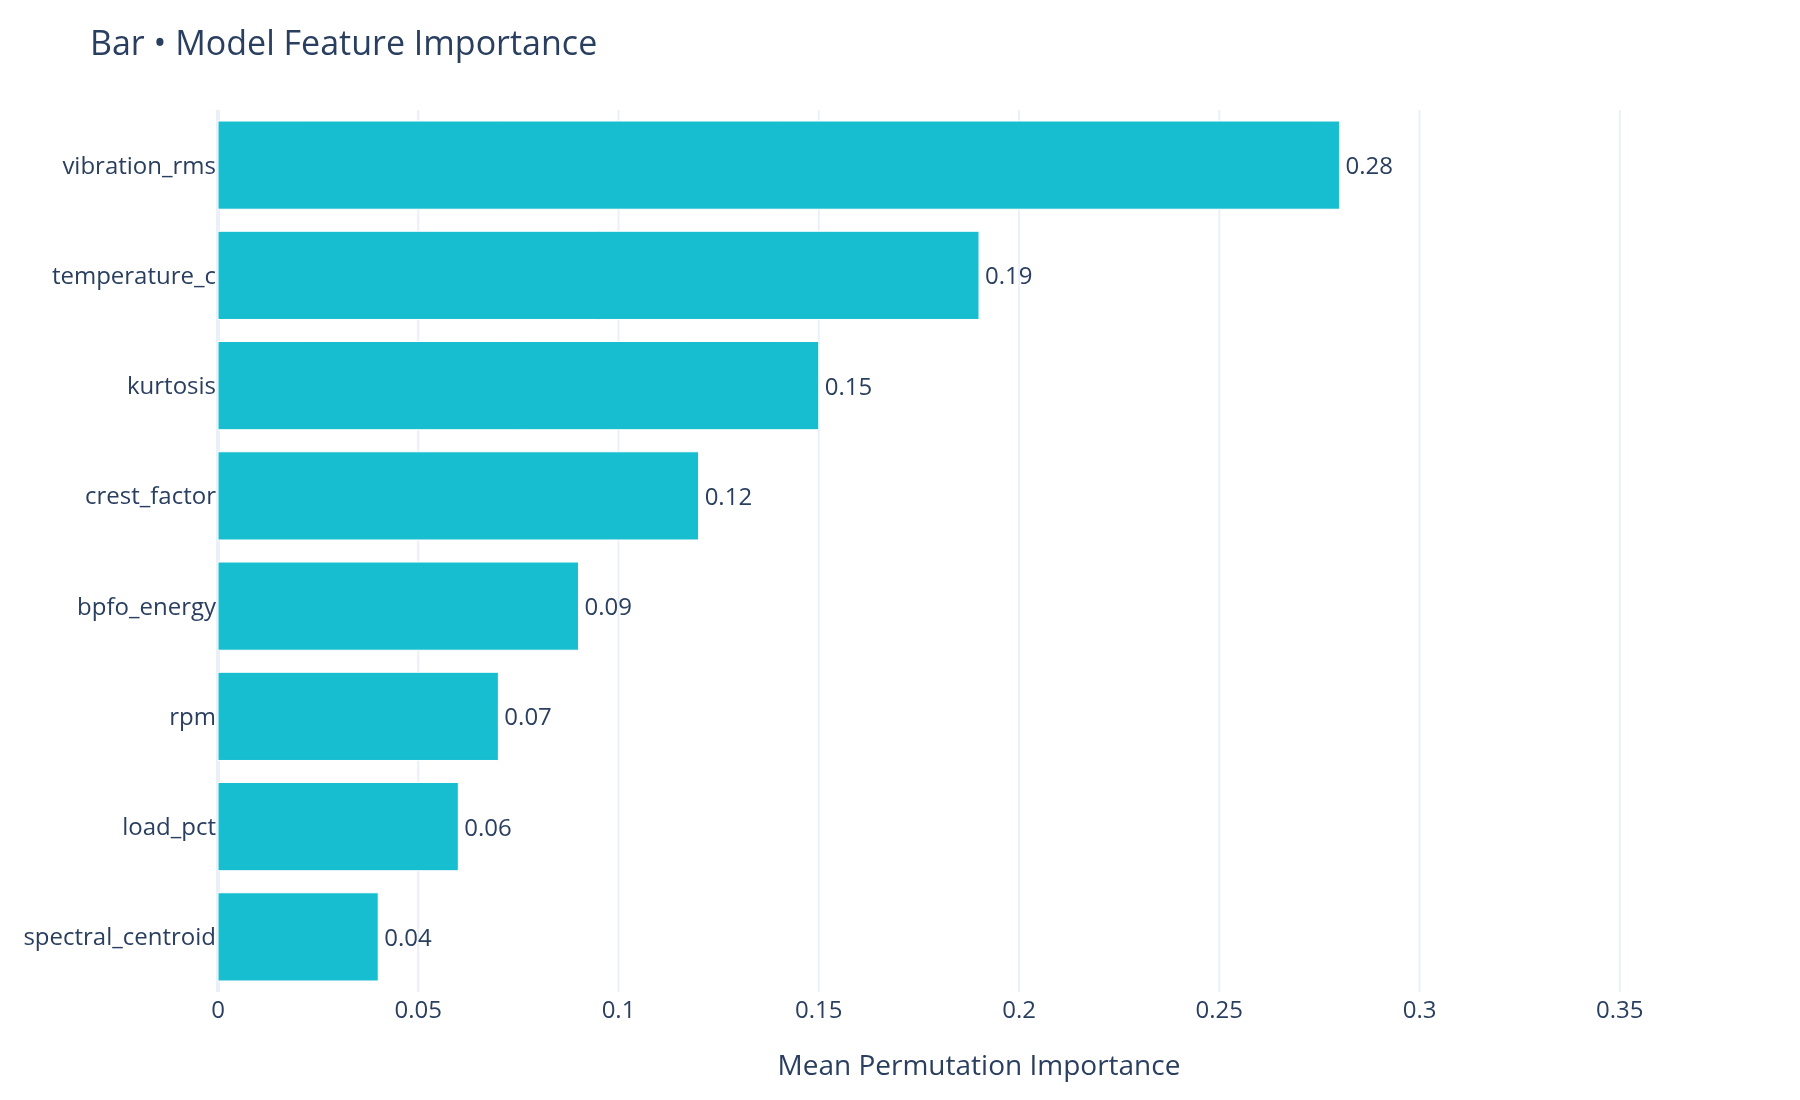 Bar • Model Feature Importance
vibration_rms 0.28
temperature_c 0.19
kurtosis 0.15
crest_factor 0.12
bpfo_energy 0.09
rpm 0.07
load_pct 0.06
spectral_centroid 0.04
0 0.05 0.1 0.15 0.2 0.25 0.3 0.35
Mean Permutation Importance